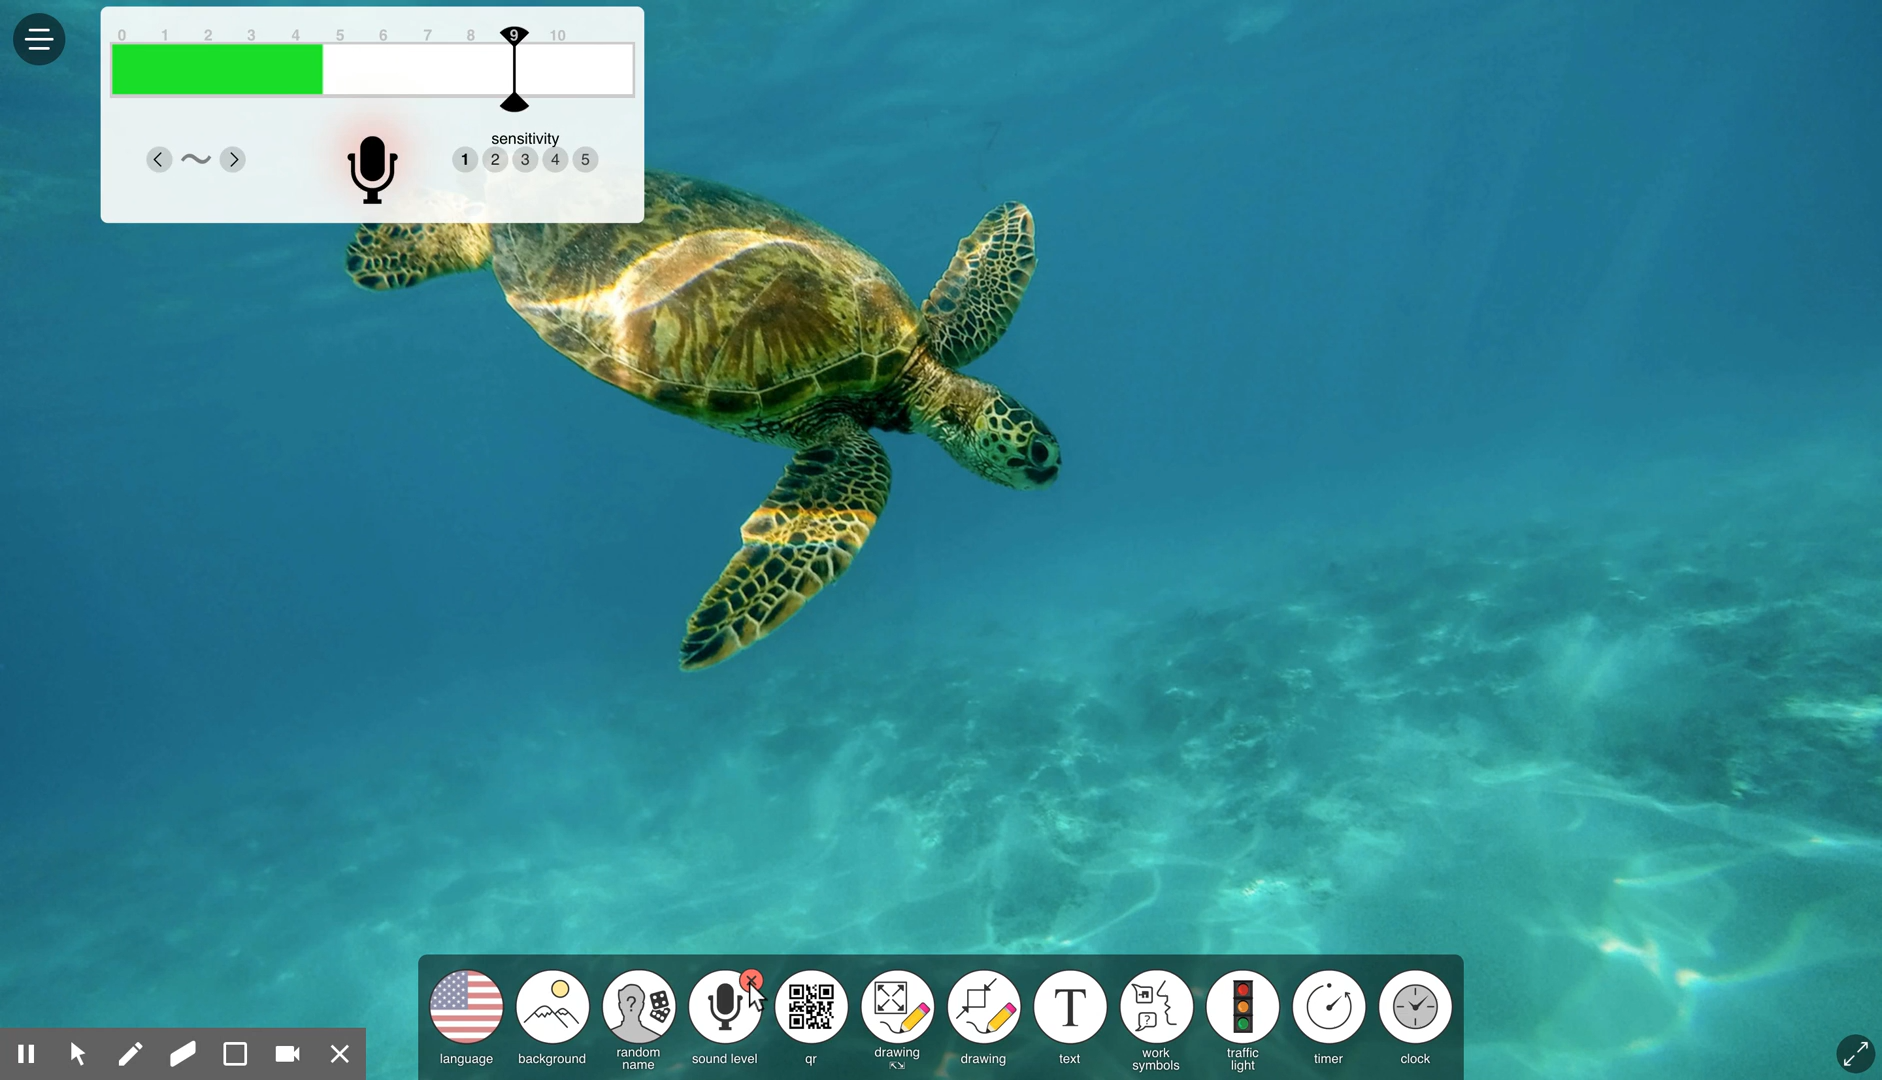 0 1 2 3 4 5 6 7 8 9 10
sensitivity
1 2 3 4 5
language
background
random
name
sound level
qr
drawing
drawing
text
work
symbols
traffic
light
timer
clock